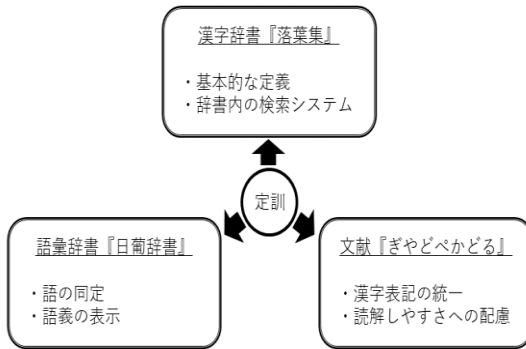 漢字辞書『落葉集』
・基本的な定義
・辞書内の検索システム
定訓
語彙辞書『日葡辞書』
・語の同定
・語義の表示
文献『ぎやどぺかどる』
・漢字表記の統一
・読解しやすさへの配慮